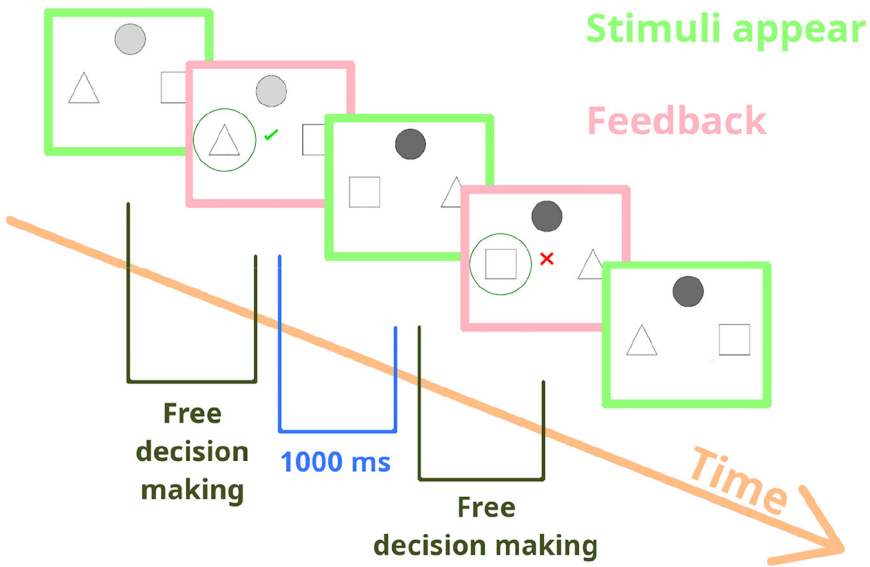 Stimuli appear
Feedback
Free
decision
making
1000 ms
Free
decision making
Time